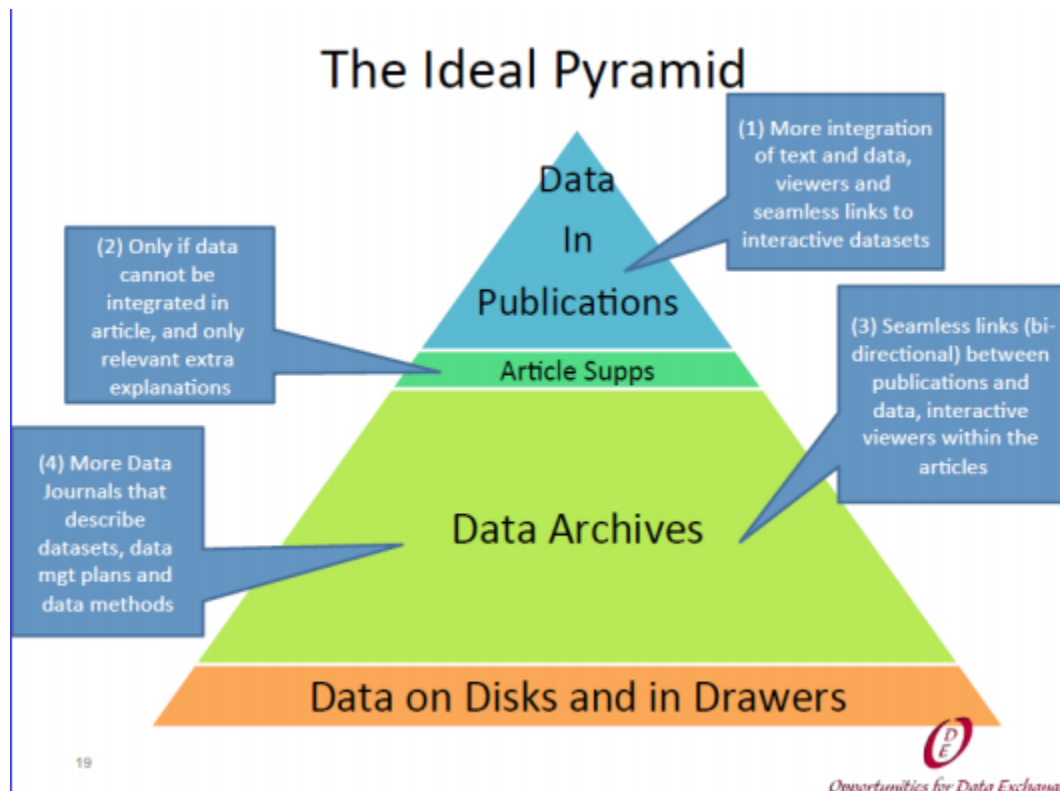 The Ideal Pyramid
(1) More integration
of text and data,
viewers and
seamless links to
interactive datasets
Data
In
Publications
(2) Only if data
cannot be
integrated in
article, and only
relevant extra
explanations
Article Supps
(3) Seamless links (bi-
directional) between
publications and
data, interactive
viewers within the
articles
(4) More Data
Journals that
describe
datasets, data
mgt plans and
data methods
Data Archives
Data on Disks and in Drawers
19
O
D
E
Opportunities for Data Exchan